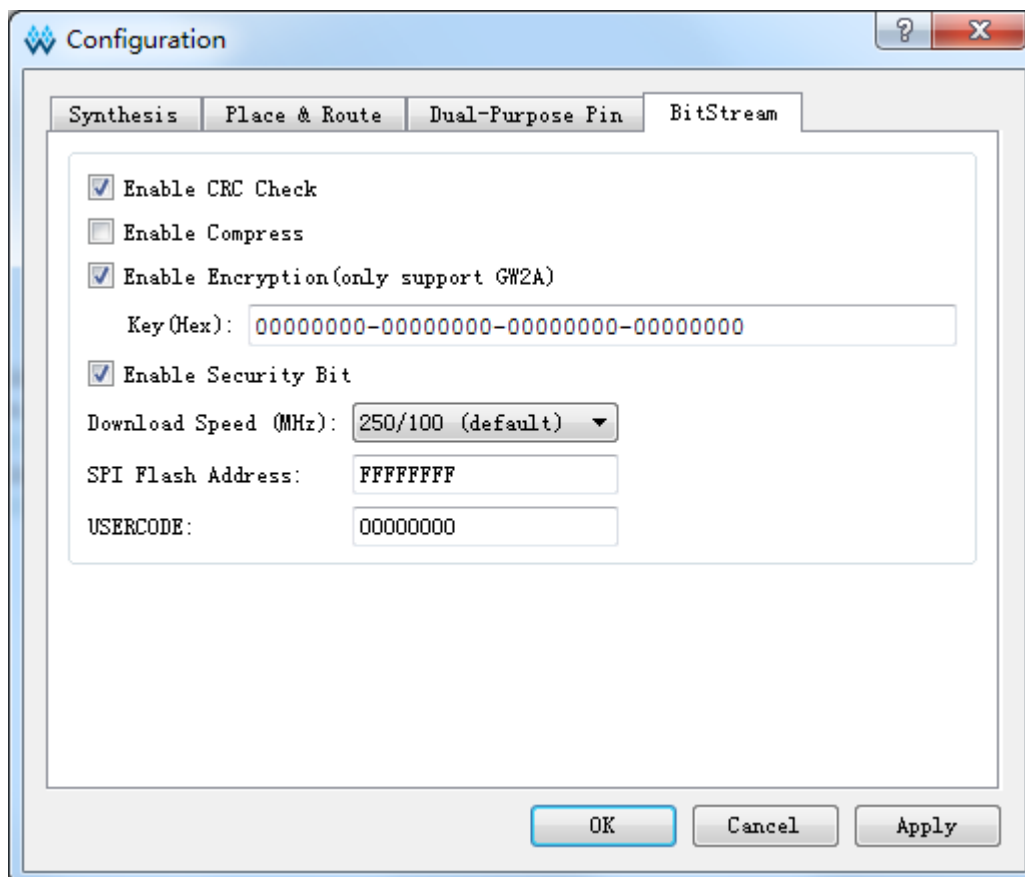 Configuration
Synthesis Place & Route Dual-Purpose Pin BitStream
Enable CRC Check
Enable Compress
Enable Encryption(only support GW2A)
Key(Hex): 00000000-00000000-00000000-00000000
Enable Security Bit
Download Speed (MHz): 250/100 (default)
SPI Flash Address: FFFFFFFF
USERCODE: 00000000
OK Cancel Apply